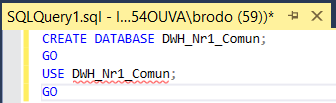 SQLQuery1.sql - l...54OUVA\brodo (59))*
CREATE DATABASE DWH_Nr1_Comun;
GO
USE DWH_Nr1_Comun;
GO